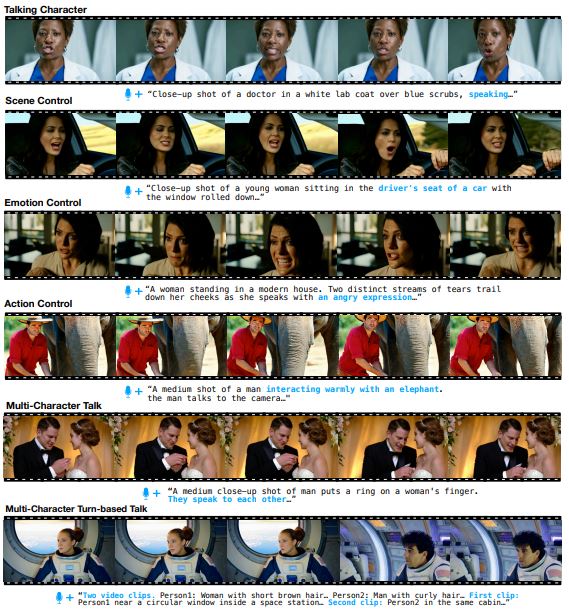 Talking Character
+ “Close-up shot of a doctor in a white lab coat over blue scrubs, speaking…”
Scene Control
+ “Close-up shot of a young woman sitting in the driver's seat of a car with
the window rolled down…”
Emotion Control
+ “A woman standing in a modern house. Two distinct streams of tears trail
down her cheeks as she speaks with an angry expression…”
Action Control
+ “A medium shot of a man interacting warmly with an elephant.
the man talks to the camera…”
Multi-Character Talk
+ “A medium close-up shot of man puts a ring on a woman's finger.
They speak to each other…”
Multi-Character Turn-based Talk
+ “Two video clips. Person1: Woman with short brown hair… Person2: Man with curly hair… First clip:
Person1 near a circular window inside a space station… Second clip: Person2 in the same cabin…”